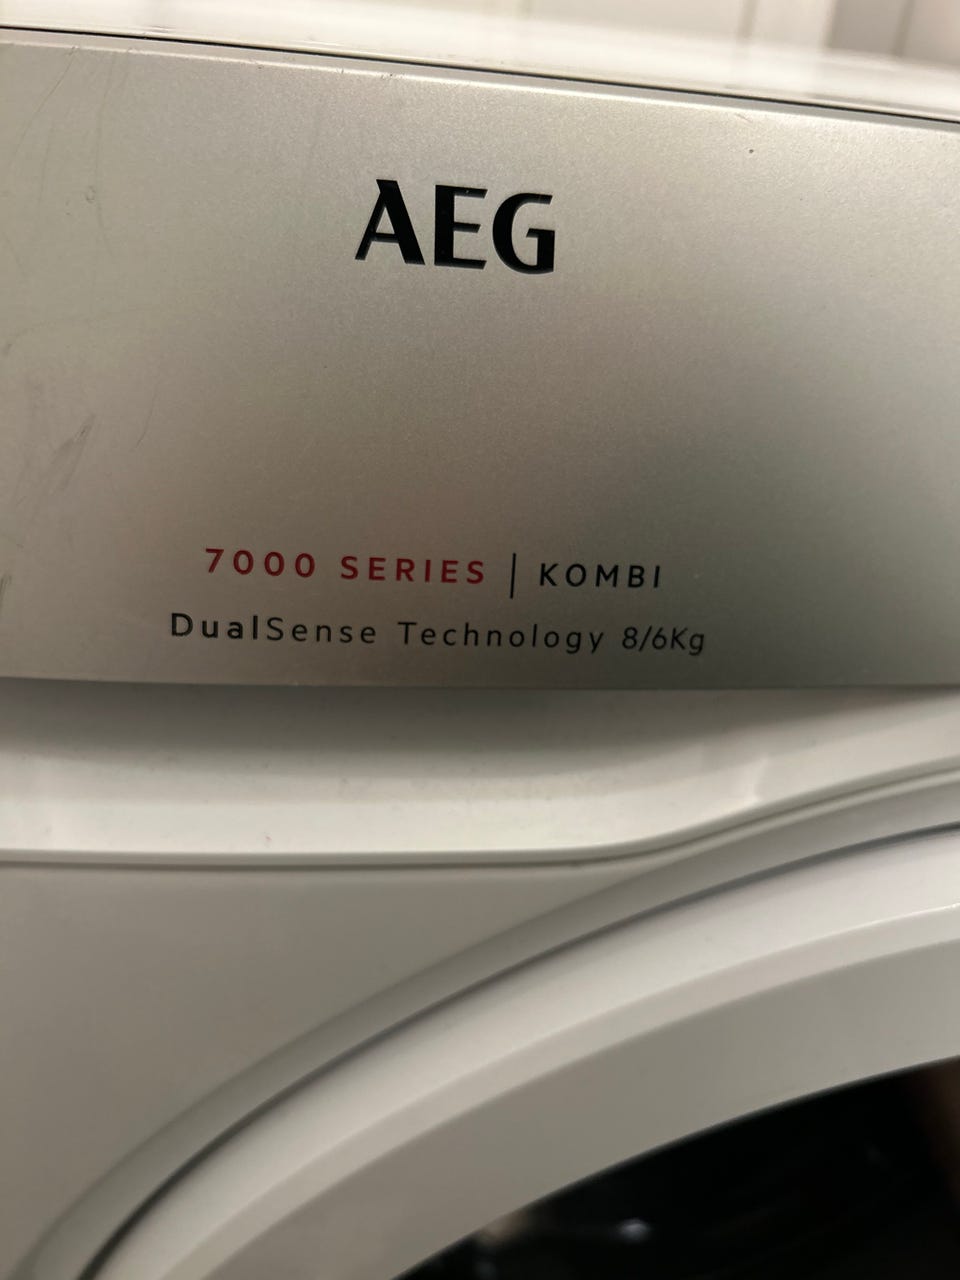 AEG
7000 SERIES | KOMBI
DualSense Technology 8/6Kg